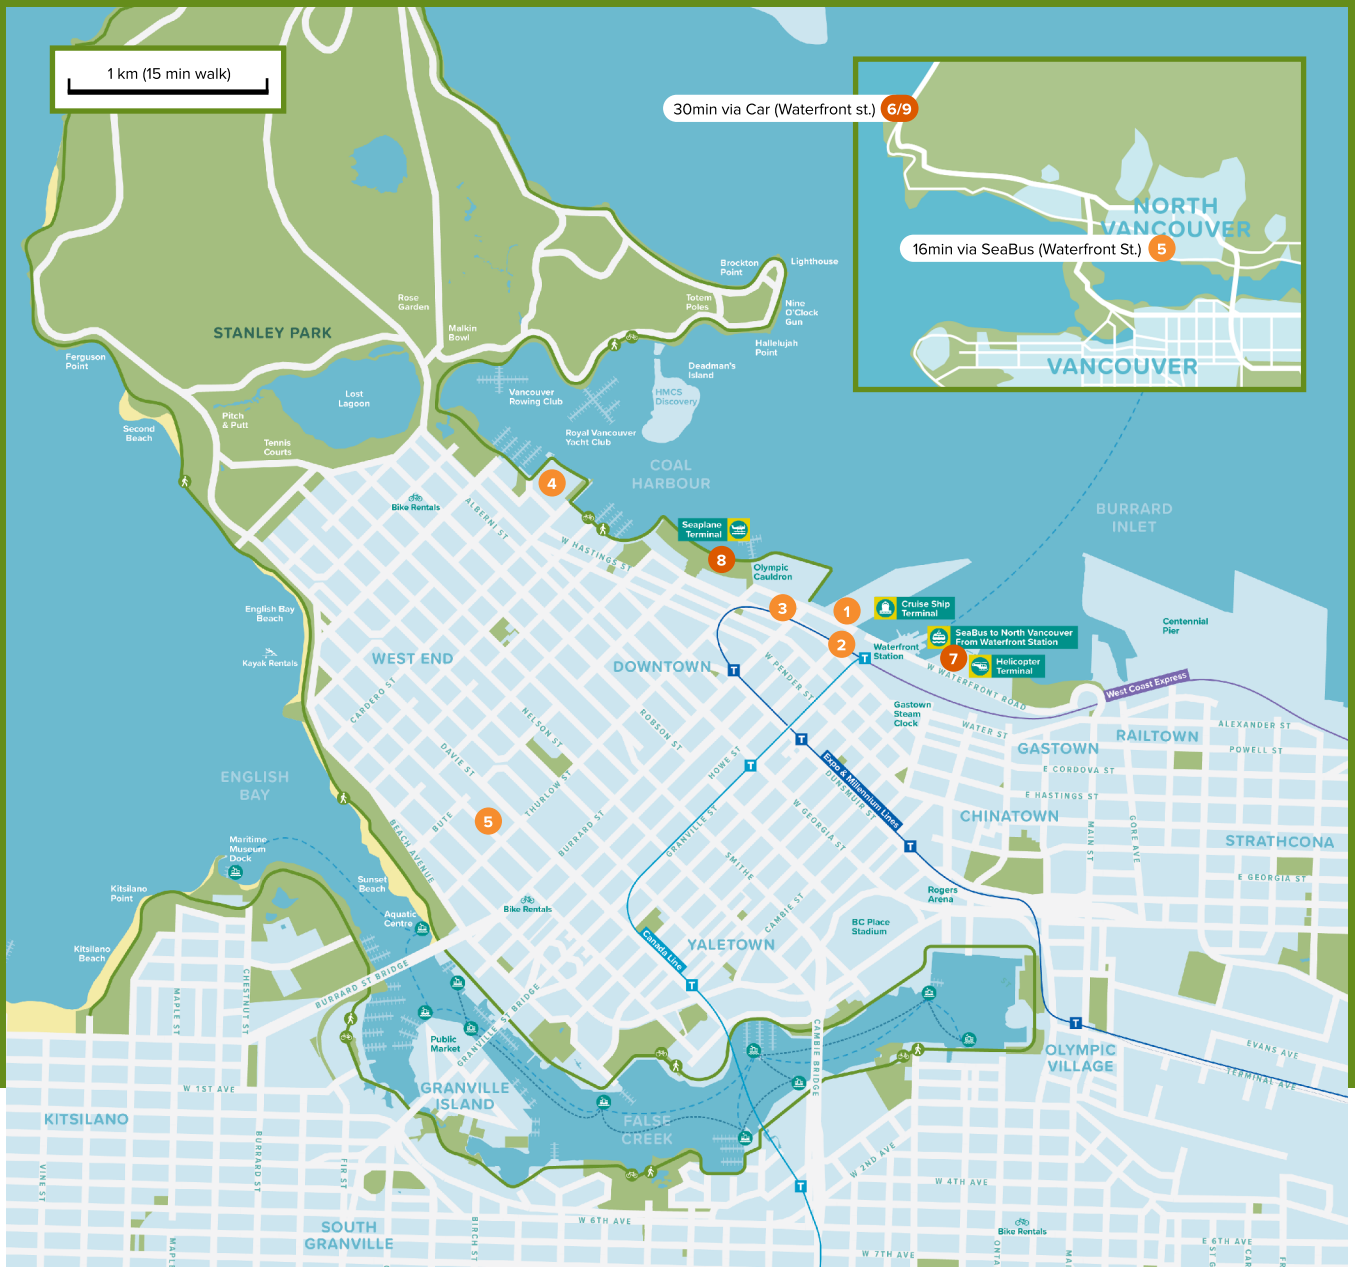 1 km (15 min walk)
30min via Car (Waterfront st.) 6/9
NORTH
VANCOUVER
16min via SeaBus (Waterfront St.) 5
VANCOUVER
Brockton
Point
Lighthouse
Rose
Garden
Totem
Poles
Nine
O'Clock
Gun
STANLEY PARK
Malkin
Bowl
Hallelujah
Point
Ferguson
Point
Deadman's
Island
Lost
Lagoon
Vancouver
Rowing Club
HMCS
Discovery
Pitch
& Putt
Second
Beach
Royal Vancouver
Yacht Club
Tennis
Courts
COAL
HARBOUR
4
Bike Rentals
ALBERNI ST
BURRARD
INLET
Seaplane
Terminal
W HASTINGS ST
8
Olympic
Cauldron
English Bay
Beach
3
1
Cruise Ship
Terminal
Centennial
Pier
SeaBus to North Vancouver
From Waterfront Station
2
Waterfront
Station
T
7
Helicopter
Terminal
Kayak Rentals
WEST END
DOWNTOWN
T
W PENDER ST
W WATERFRONT ROAD
West Coast Express
CARDERO ST
Gastown
Steam
Clock
NELSON ST
ROBSON ST
WATER ST
ALEXANDER ST
RAILTOWN
GASTOWN
POWELL ST
T
DAVIE ST
HOWE ST
T
E CORDOVA ST
ENGLISH
BAY
Expo & Millennium Lines
DUNSMUIR ST
THURLOW ST
E HASTINGS ST
5
BUTE
BURRARD ST
GRANVILLE ST
W GEORGIA ST
CHINATOWN
MAIN ST
GORE AVE
STRATHCONA
BEACH AVENUE
T
Maritime
Museum
Dock
SMITHE
E GEORGIA ST
Sunset
Beach
Kitsilano
Point
Rogers
Arena
Bike Rentals
CAMBIE ST
Aquatic
Centre
BC Place
Stadium
YALETOWN
Canada Line
Kitsilano
Beach
T
BURRARD ST BRIDGE
MAPLE ST
CHESTNUT ST
GRANVILLE ST BRIDGE
Public
Market
CAMBIE BRIDGE
T
OLYMPIC
VILLAGE
EVANS AVE
TERMINAL AVE
W 1ST AVE
GRANVILLE
ISLAND
KITSILANO
FALSE
CREEK
VINE ST
BURRARD ST
FIR ST
W 2ND AVE
W 4TH AVE
T
SOUTH
GRANVILLE
BIRCH ST
W 6TH AVE
Bike Rentals
W 7TH AVE
E 6TH AVE